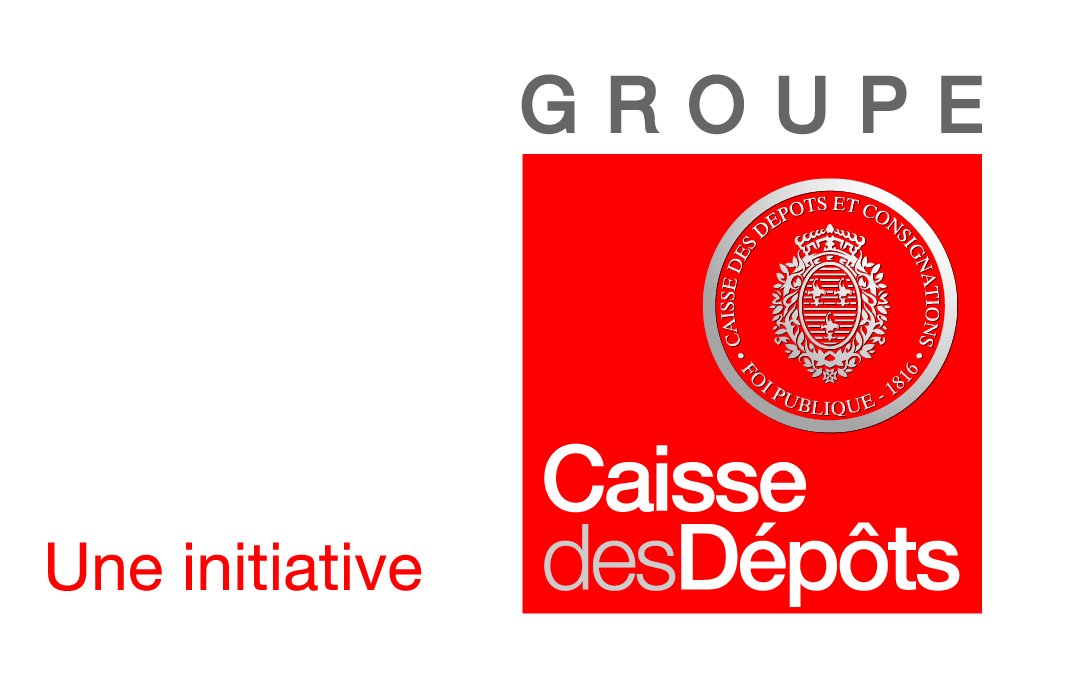 GROUPE
CAISSE DES DEPOTS ET CONSIGNATIONS
• FOI PUBLIQUE - 1816 •
Caisse
desDépôts
Une initiative